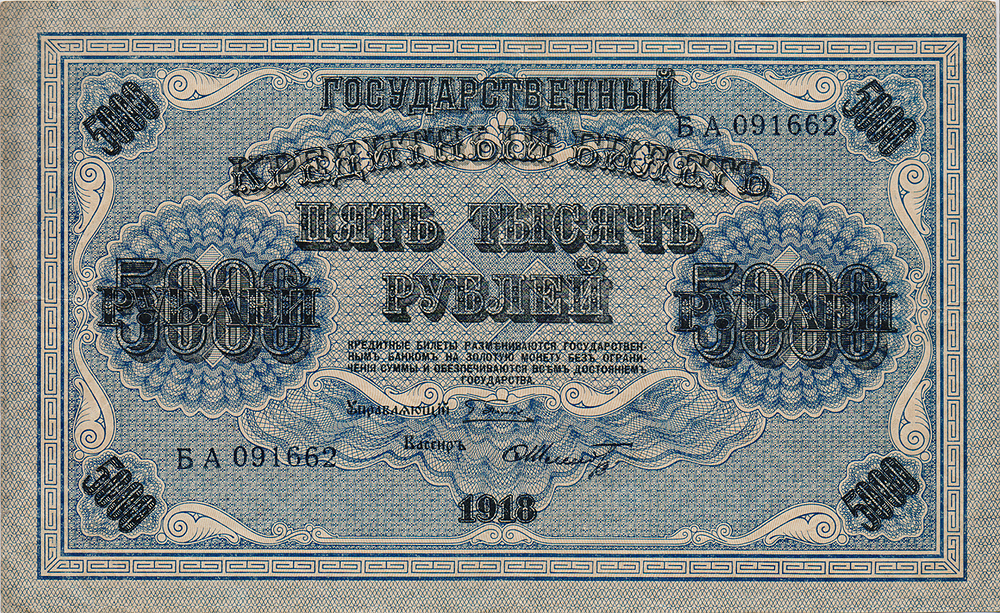 5000
5000
ГОСУДАРСТВЕННЫЙ
БА 091662
КРЕДИТНЫЙ БИЛЕТЪ
ПЯТЬ ТЫСЯЧЪ
РУБЛЕЙ
5000
РУБЛЕЙ
5000
РУБЛЕЙ
КРЕДИТНЫЕ БИЛЕТЫ РАЗМѢНИВАЮТСЯ ГОСУДАРСТВЕН-
НЫМЪ БАНКОМЪ НА ЗОЛОТУЮ МОНЕТУ БЕЗЪ ОГРАНИ-
ЧЕНІЯ СУММЫ И ОБЕЗПЕЧИВАЮТСЯ ВСѢМЪ ДОСТОЯНІЕМЪ
ГОСУДАРСТВА.
Управляющій
Кассиръ
БА 091662
5000
5000
1918